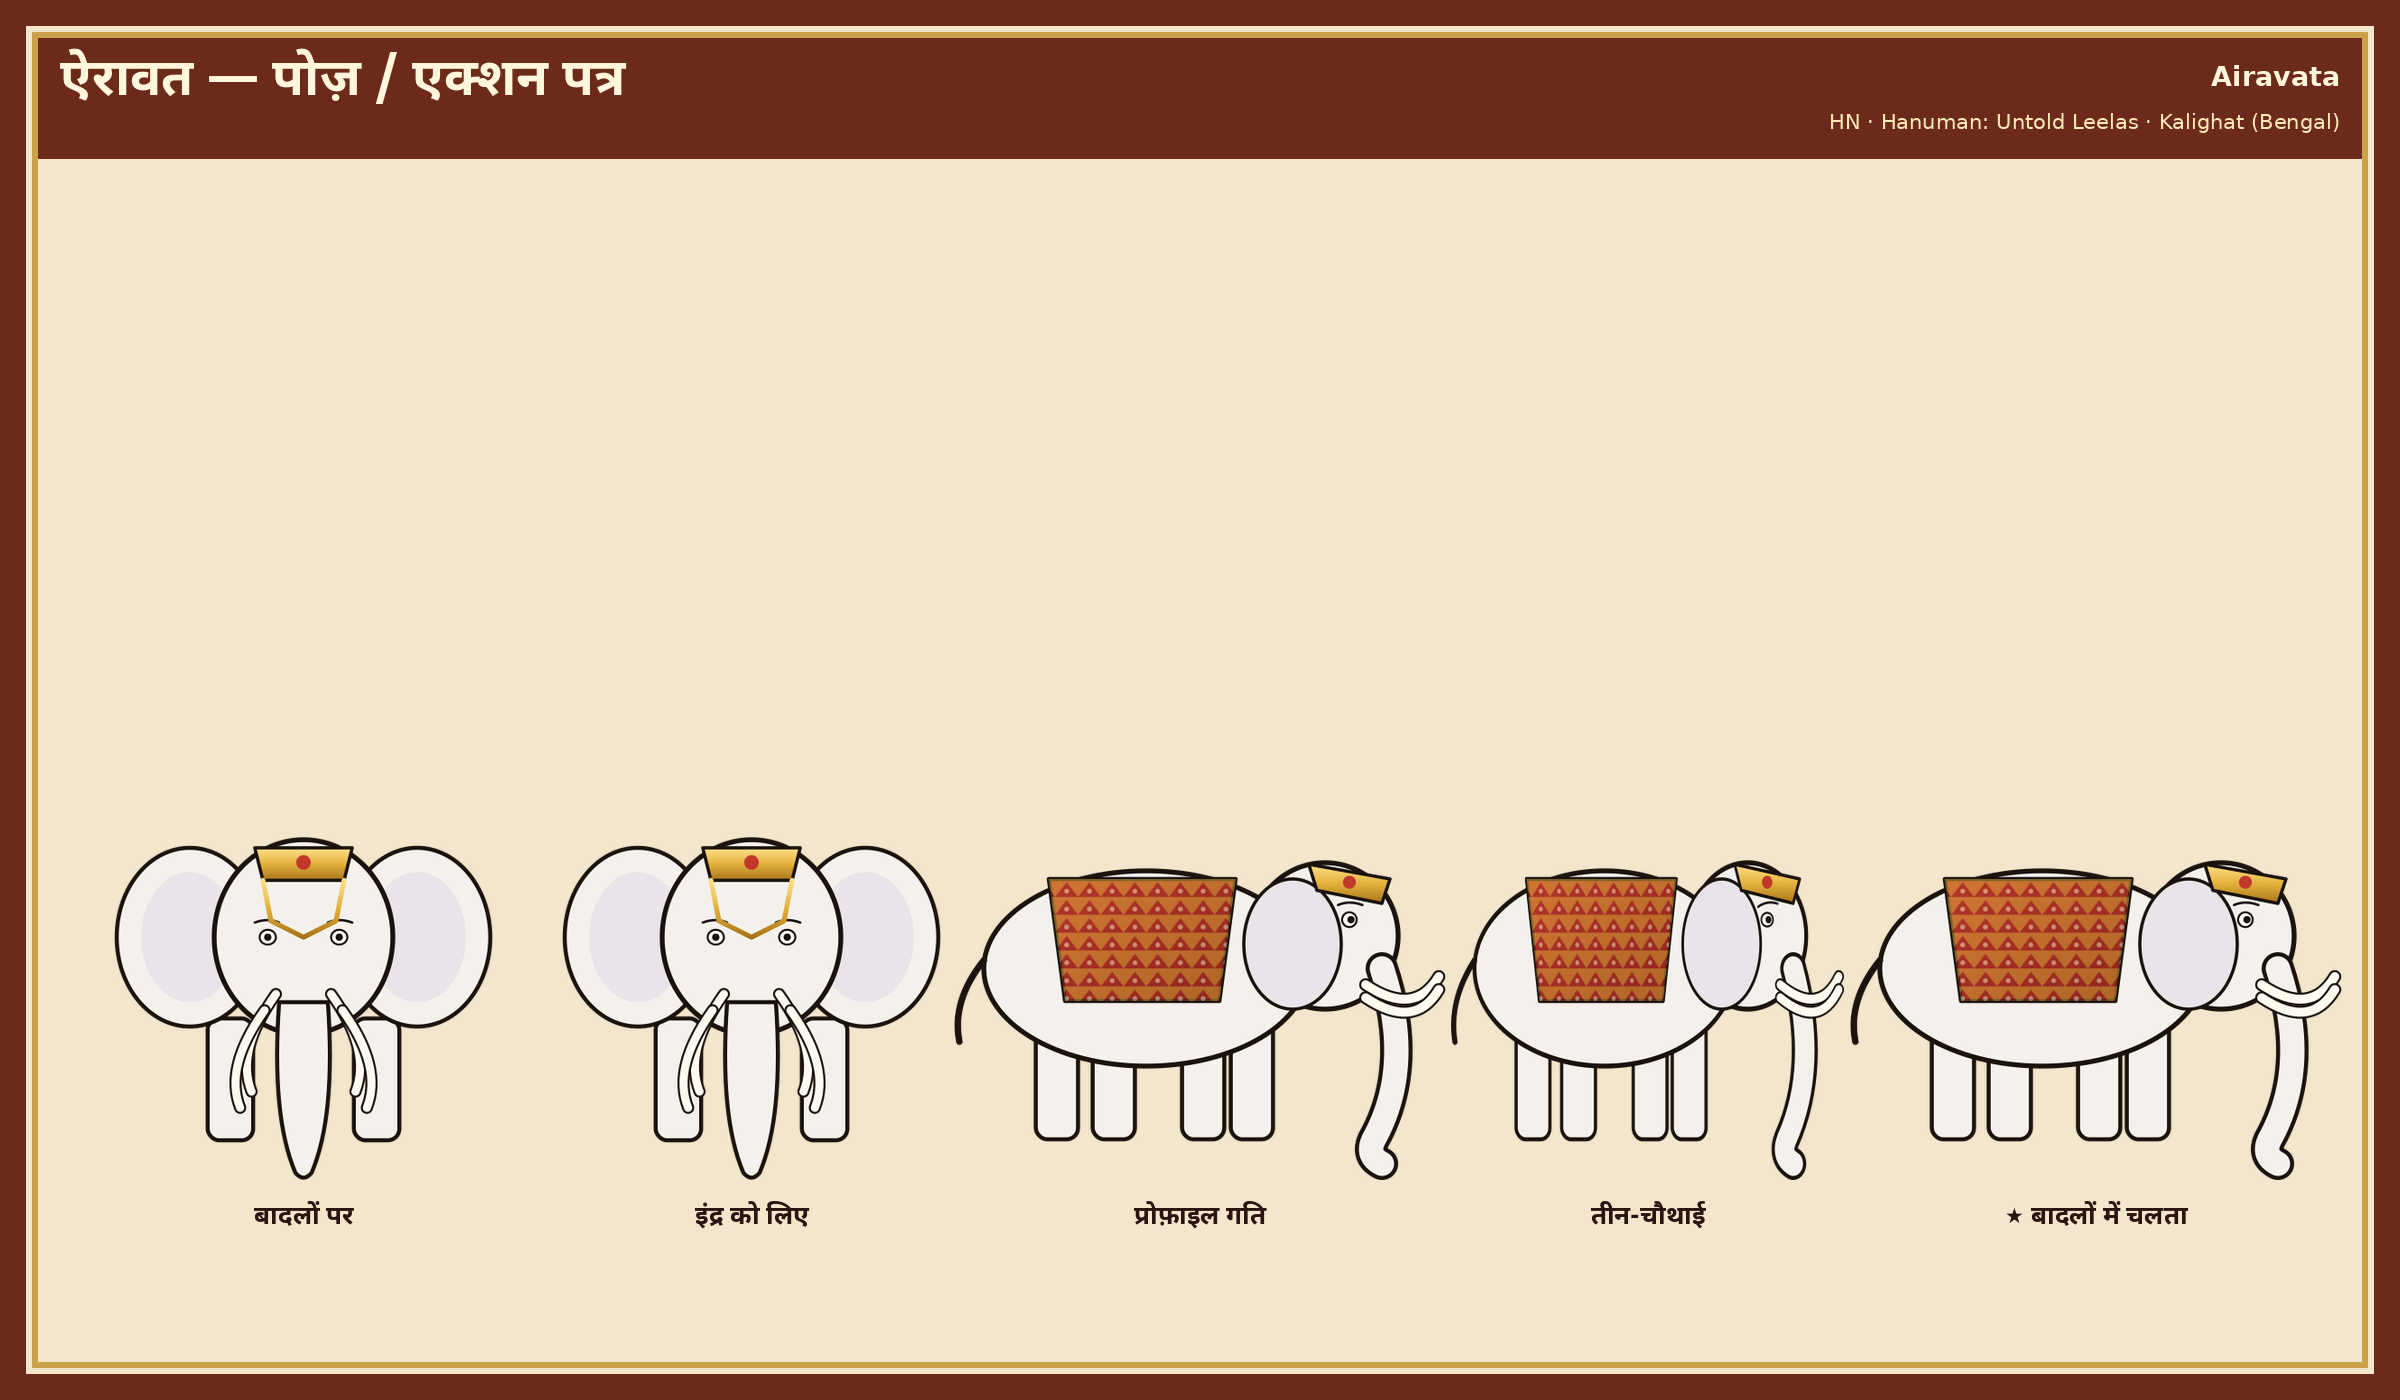 ऐरावत — पोज़ / एक्शन पत्र
Airavata
HN · Hanuman: Untold Leelas · Kalighat (Bengal)
बादलों पर
इंद्र को लिए
प्रोफ़ाइल गति
तीन-चौथाई
★ बादलों में चलता